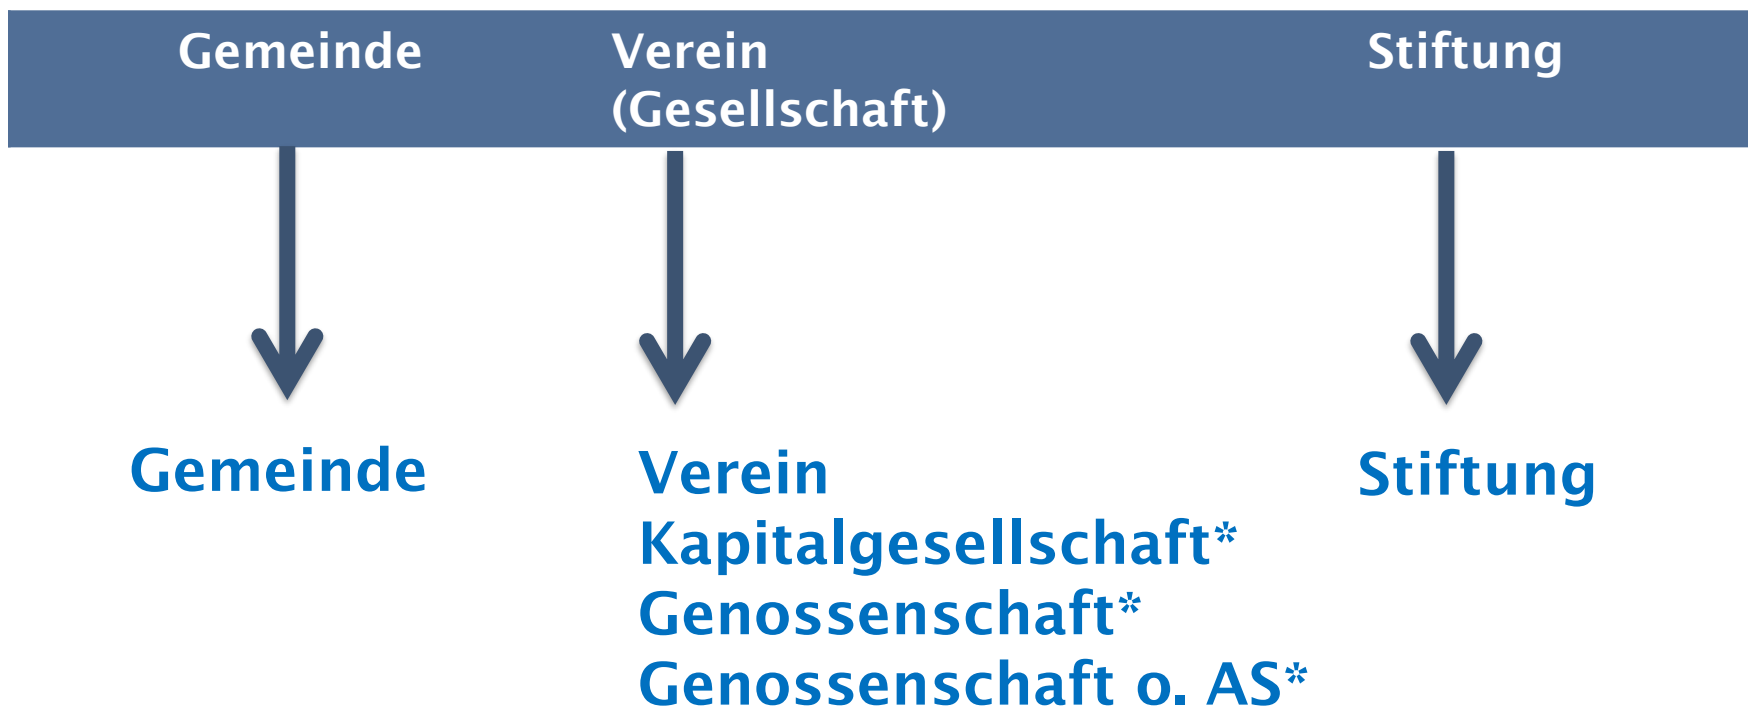 Gemeinde
Verein
(Gesellschaft)
Stiftung
Gemeinde
Verein
Kapitalgesellschaft*
Genossenschaft*
Genossenschaft o. AS*
Stiftung